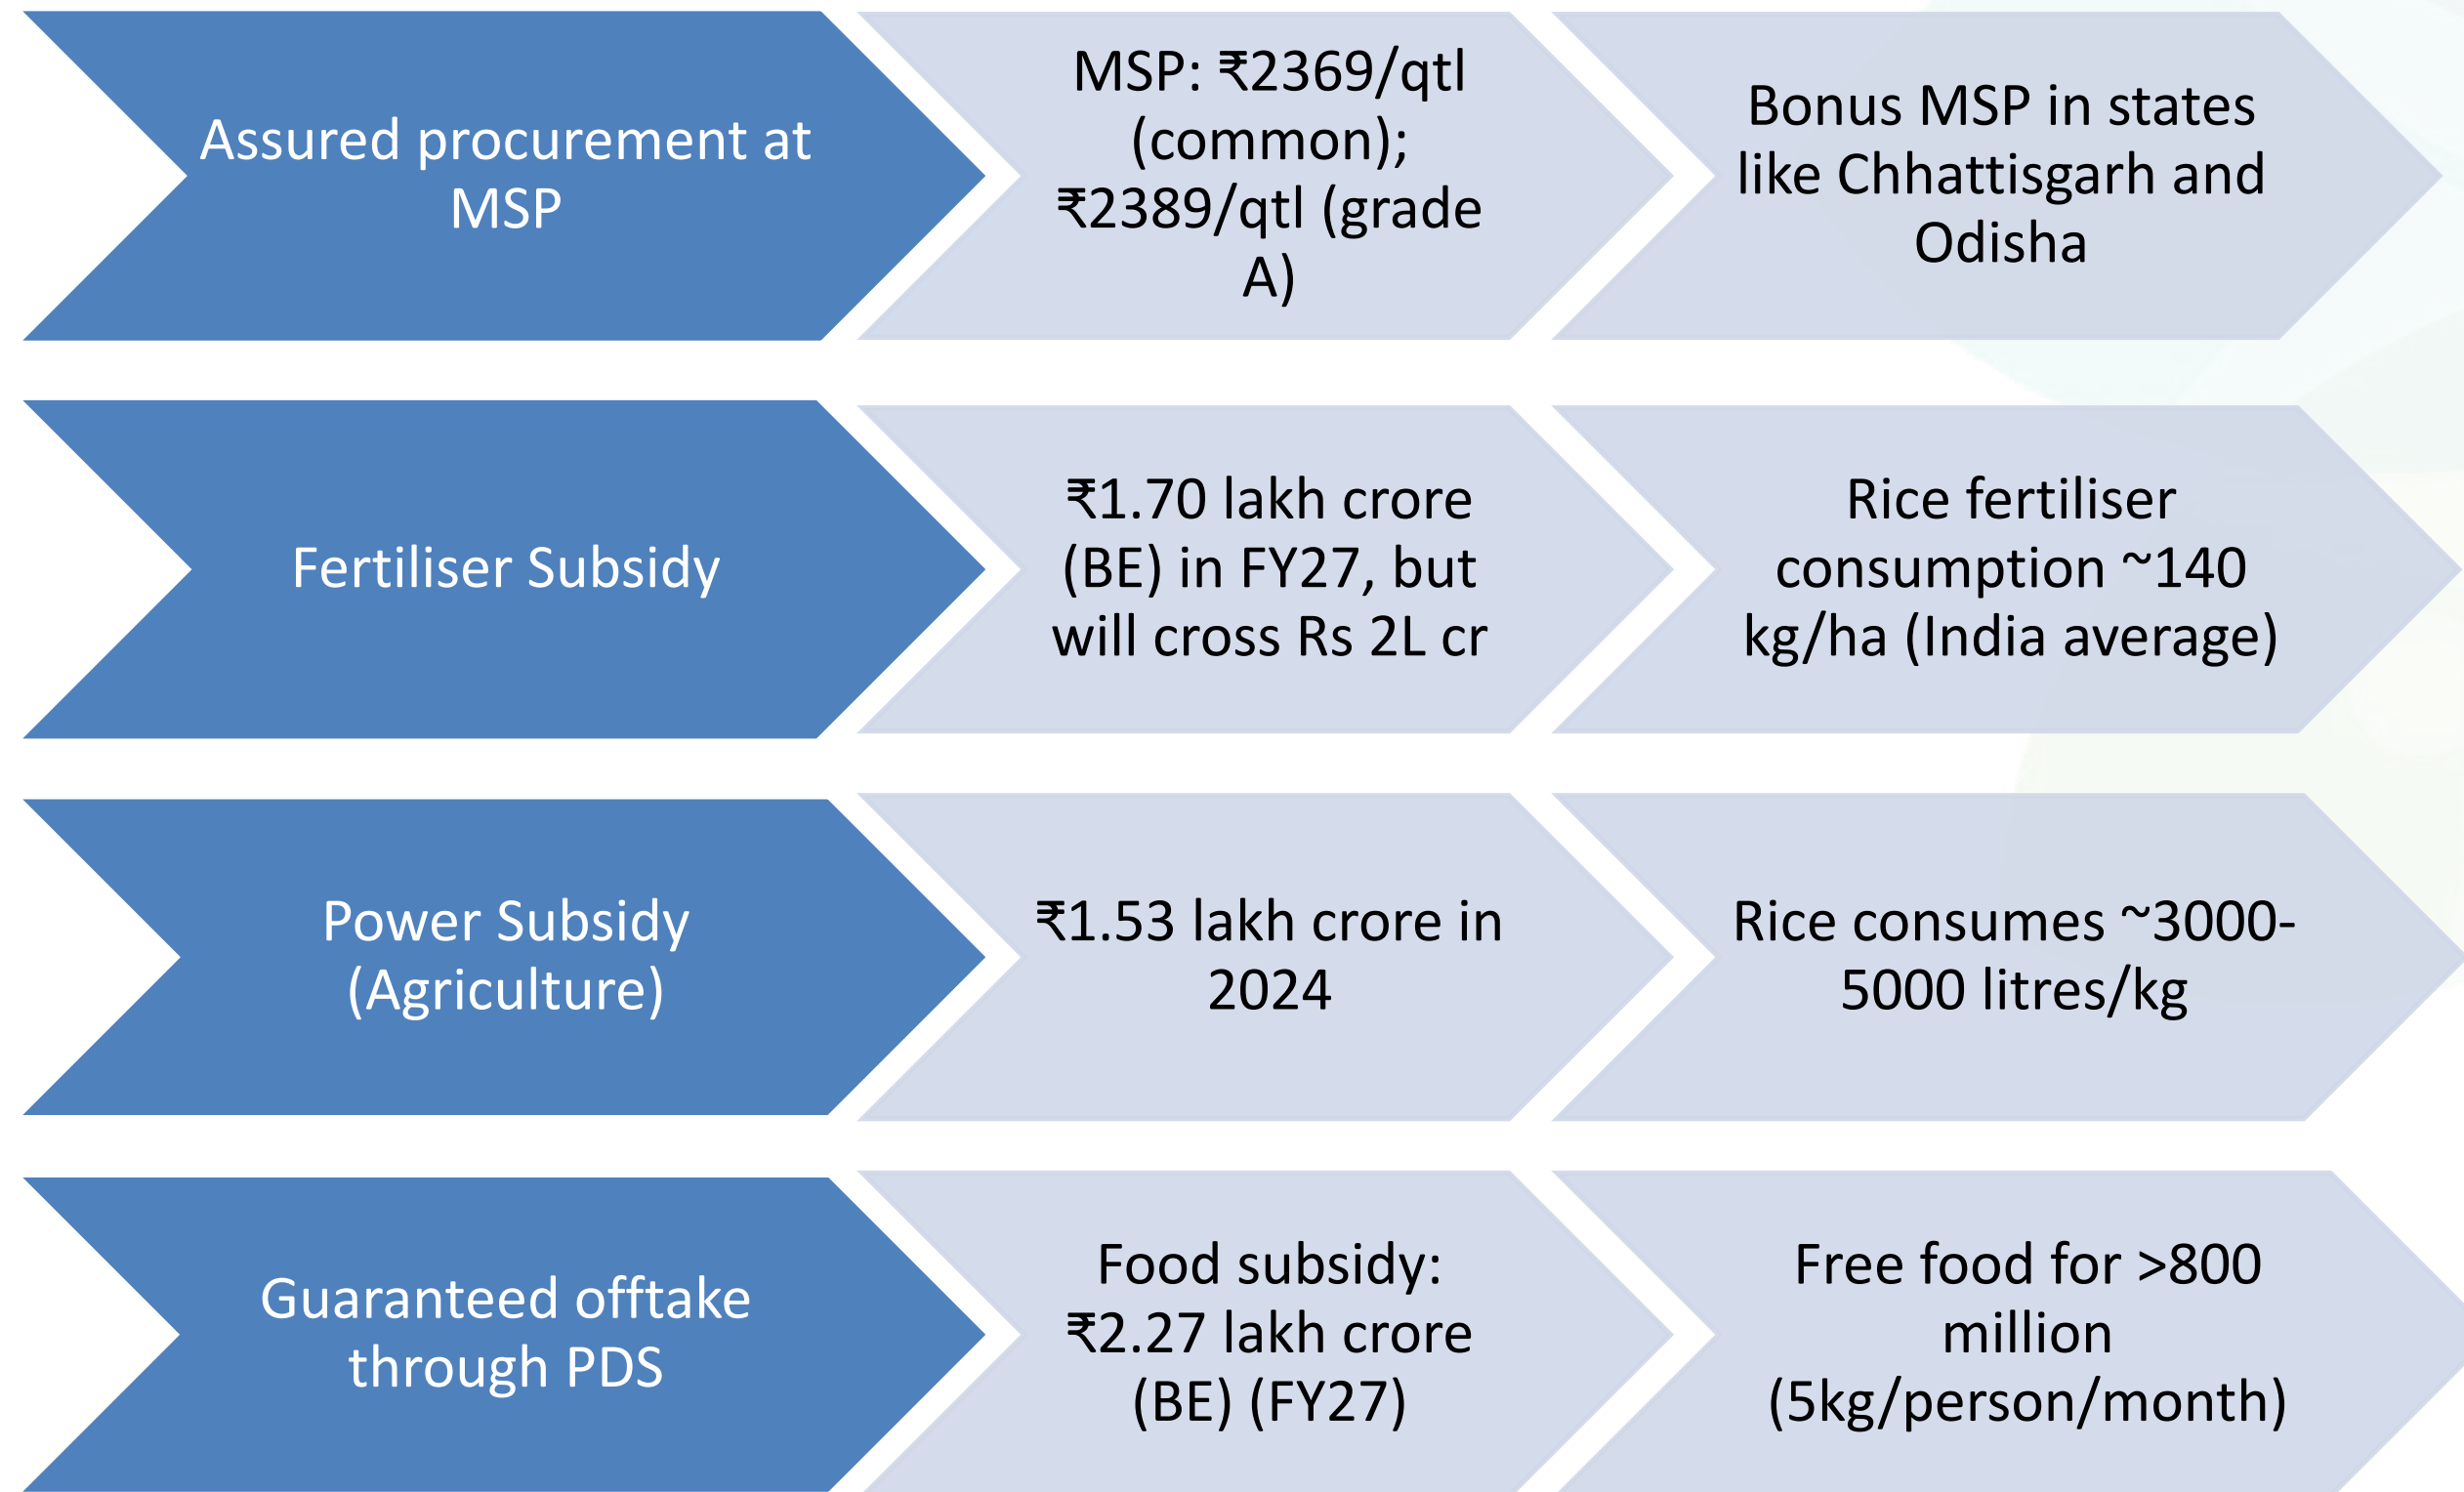 Assured procurement at
MSP
MSP: ₹2369/qtl
(common);
₹2389/qtl (grade
A)
Bonus MSP in states
like Chhattisgarh and
Odisha
Fertiliser Subsidy
₹1.70 lakh crore
(BE) in FY27, but
will cross Rs 2L cr
Rice fertiliser
consumption ~140
kg/ha (India average)
Power Subsidy
(Agriculture)
₹1.53 lakh crore in
2024
Rice consumes ~3000-
5000 litres/kg
Guaranteed offtake
through PDS
Food subsidy:
₹2.27 lakh crore
(BE) (FY27)
Free food for >800
million
(5kg/person/month)